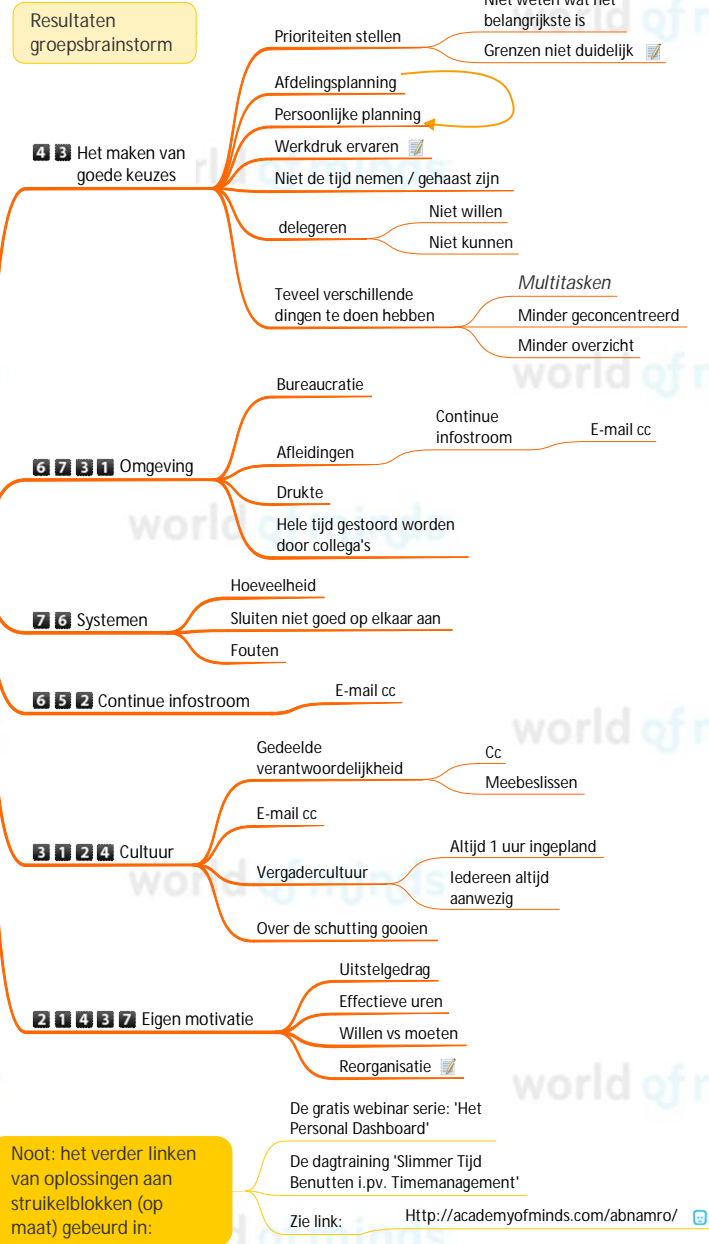 Resultaten
groepsbrainstorm
4 3 Het maken van
goede keuzes
Prioriteiten stellen
Niet weten wat het
belangrijkste is
Grenzen niet duidelijk
Afdelingsplanning
Persoonlijke planning
Werkdruk ervaren
Niet de tijd nemen / gehaast zijn
delegeren
Niet willen
Niet kunnen
Teveel verschillende
dingen te doen hebben
Multitasken
Minder geconcentreerd
Minder overzicht
6 7 3 1 Omgeving
Bureaucratie
Afleidingen
Continue
infostroom
E-mail cc
Drukte
Hele tijd gestoord worden
door collega's
7 6 Systemen
Hoeveelheid
Sluiten niet goed op elkaar aan
Fouten
6 5 2 Continue infostroom
E-mail cc
3 1 2 4 Cultuur
Gedeelde
verantwoordelijkheid
Cc
Meebeslissen
E-mail cc
Vergadercultuur
Altijd 1 uur ingepland
Iedereen altijd
aanwezig
Over de schutting gooien
2 1 4 3 7 Eigen motivatie
Uitstelgedrag
Effectieve uren
Willen vs moeten
Reorganisatie
Noot: het verder linken
van oplossingen aan
struikelblokken (op
maat) gebeurd in:
De gratis webinar serie: 'Het
Personal Dashboard'
De dagtraining 'Slimmer Tijd
Benutten i.pv. Timemanagement'
Zie link:
Http://academyofminds.com/abnamro/
world of minds